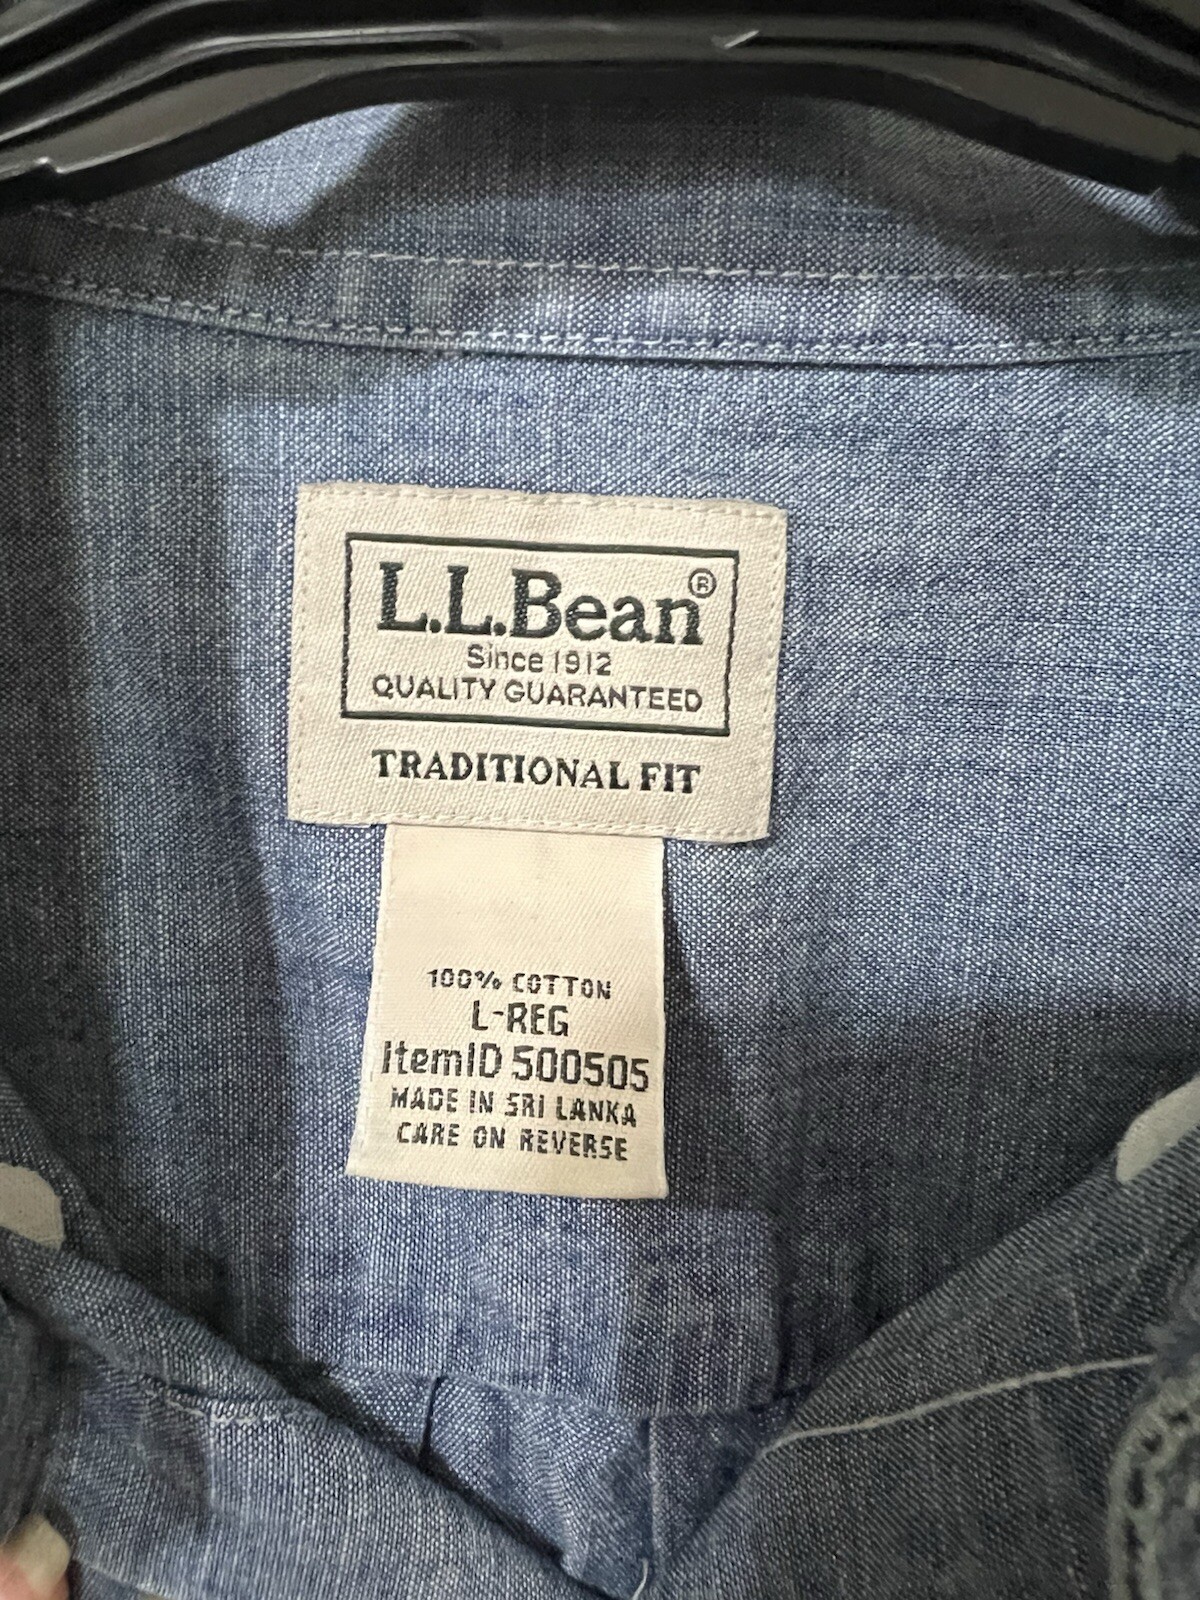 L.L.Bean®
Since 1912
QUALITY GUARANTEED
TRADITIONAL FIT
100% COTTON
L-REG
ItemID 500505
MADE IN SRI LANKA
CARE ON REVERSE